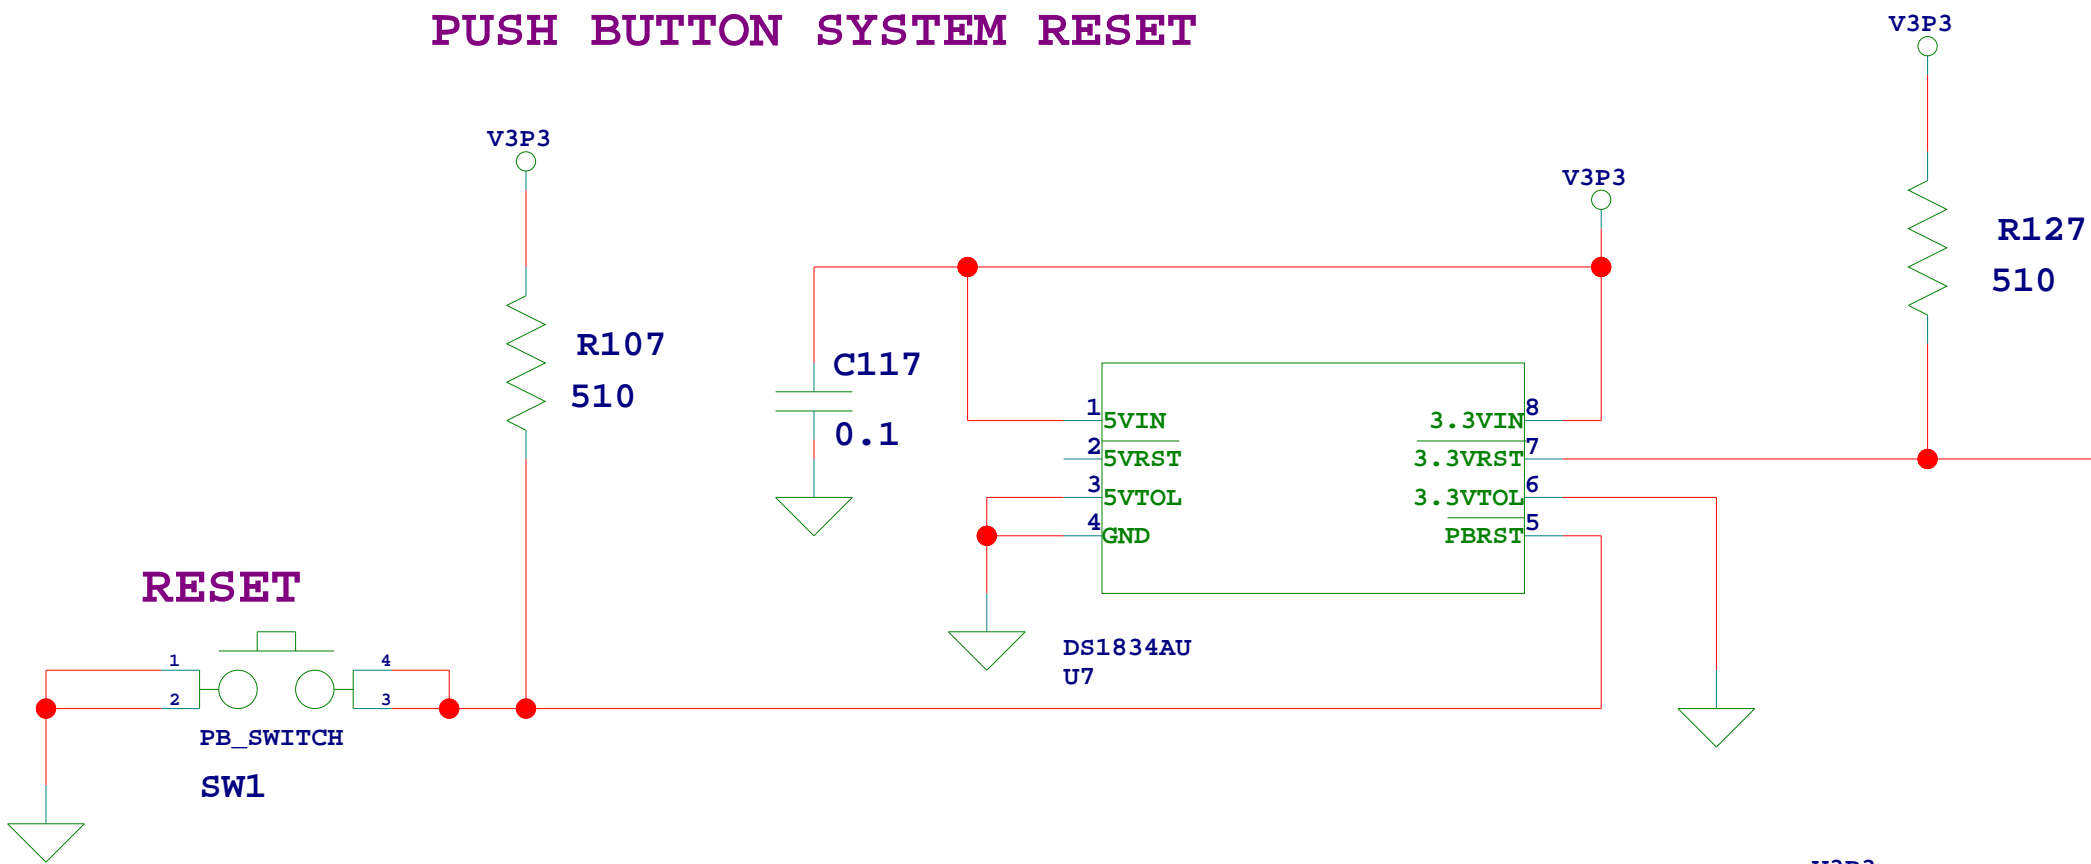 PUSH BUTTON SYSTEM RESET
V3P3
V3P3
V3P3
R127
510
R107
510
C117
0.1
1
5VIN
2
5VRST
3
5VTOL
4
GND
3.3VIN
8
3.3VRST
7
3.3VTOL
6
PBRST
5
DS1834AU
U7
RESET
1
4
2
3
PB_SWITCH
SW1